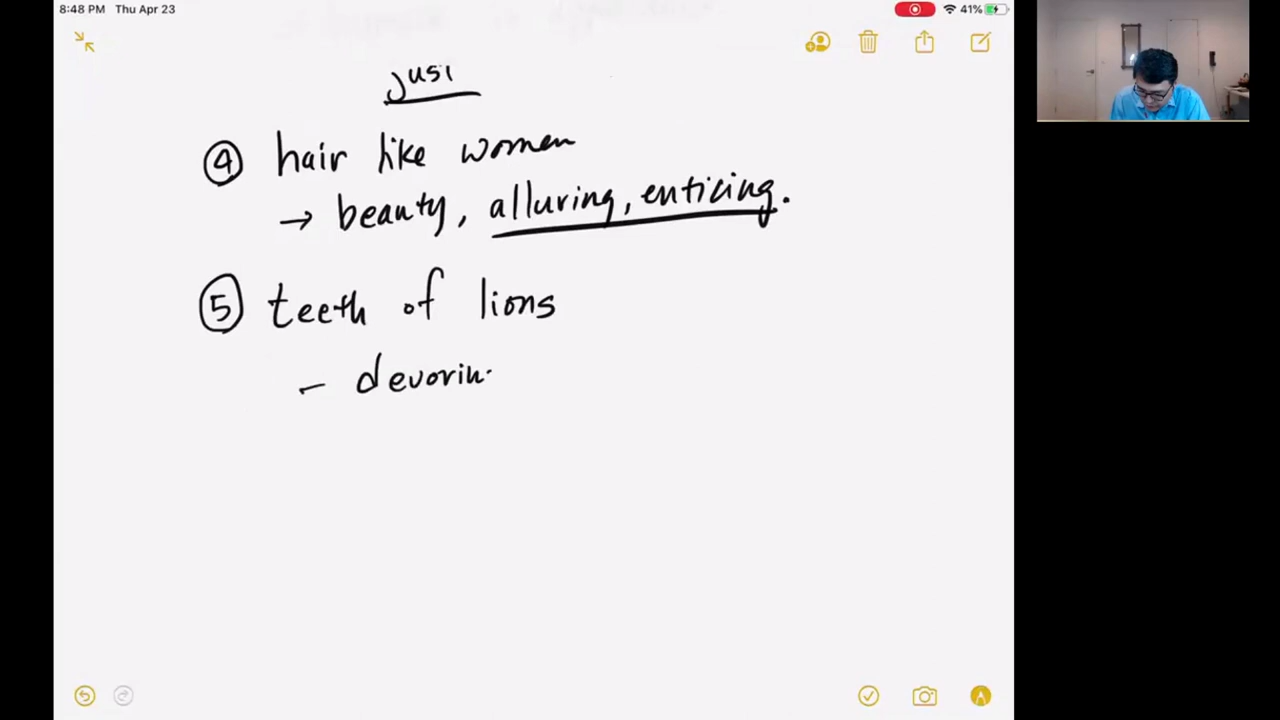 8:48 PM Thu Apr 23
41%
④ hair like women
→ beauty, alluring, enticing.
⑤ teeth of lions
- devorin